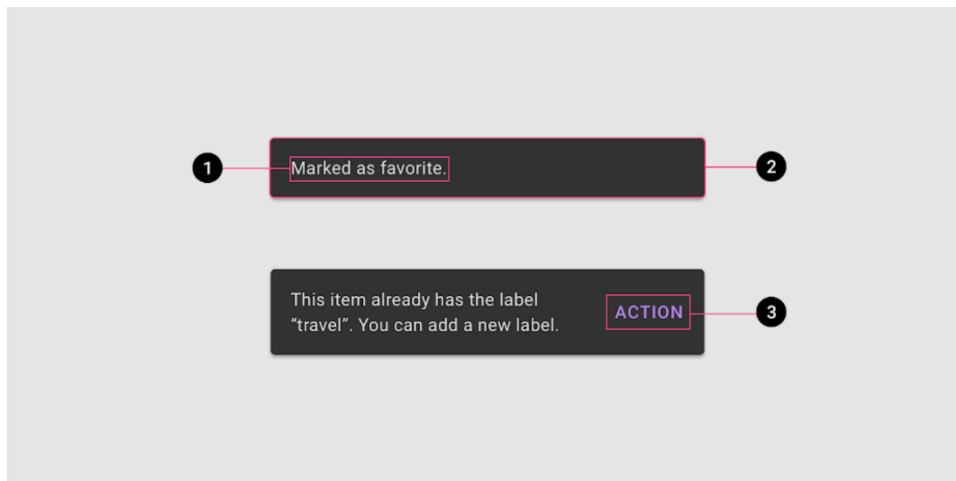 1
Marked as favorite.
2
This item already has the label
“travel”. You can add a new label.
ACTION
3